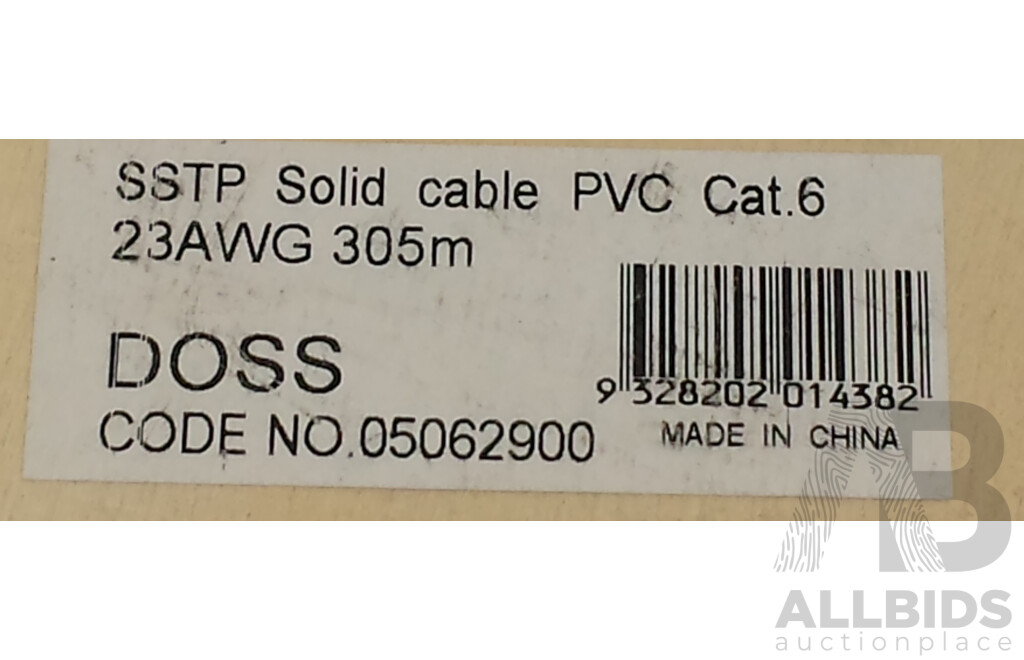 SSTP Solid cable PVC Cat.6
23AWG 305m
DOSS
CODE NO.05062900
9 328202 014382
MADE IN CHINA
AB
ALLBIDS
auctionplace